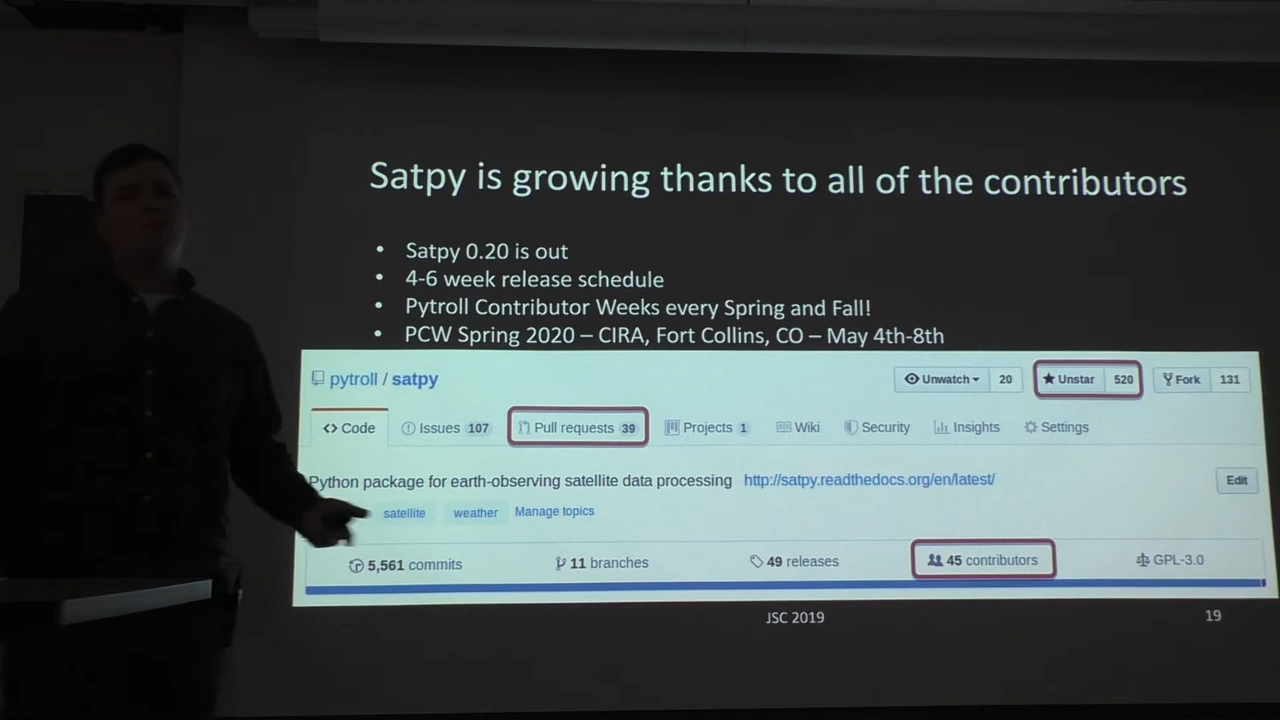 Satpy is growing thanks to all of the contributors
• Satpy 0.20 is out
• 4-6 week release schedule
• Pytroll Contributor Weeks every Spring and Fall!
• PCW Spring 2020 – CIRA, Fort Collins, CO – May 4th-8th
pytroll / satpy Unwatch 20 Unstar 520 Fork 131
Code Issues 107 Pull requests 39 Projects 1 Wiki Security Insights Settings
Python package for earth-observing satellite data processing http://satpy.readthedocs.org/en/latest/ Edit
satellite weather Manage topics
5,561 commits 11 branches 49 releases 45 contributors GPL-3.0
JSC 2019 19